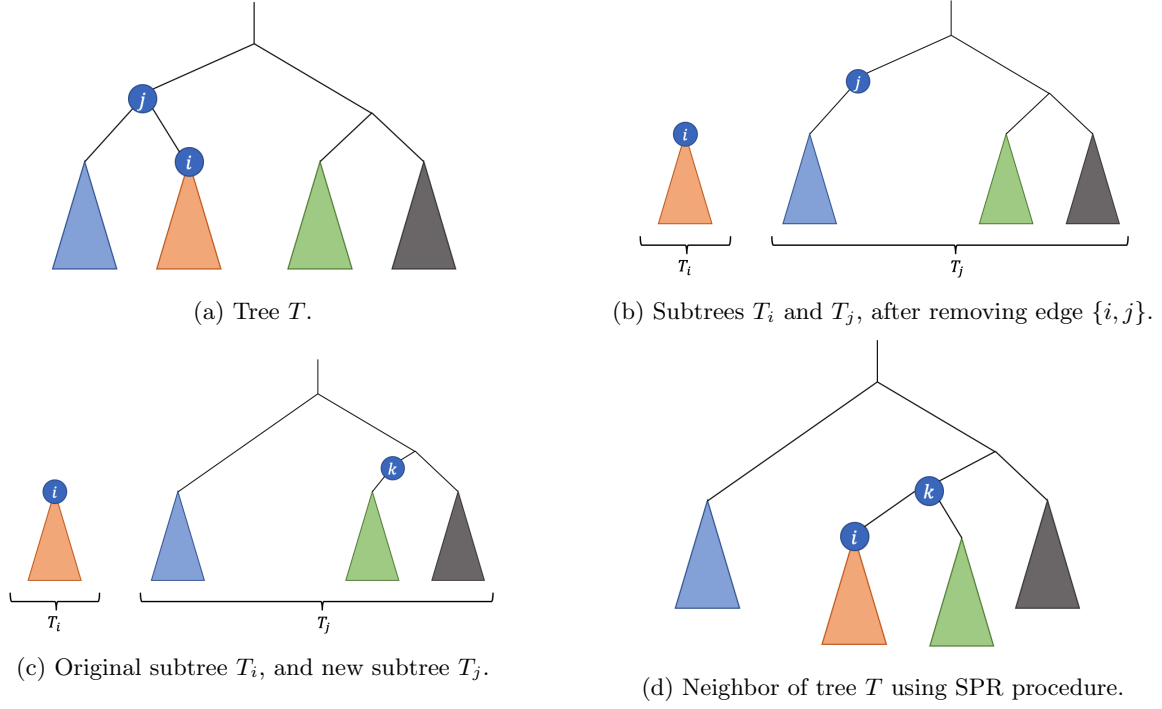 j
i
(a) Tree T.
i
j
T_i
T_j
(b) Subtrees T_i and T_j, after removing edge {i, j}.
i
k
T_i
T_j
(c) Original subtree T_i, and new subtree T_j.
k
i
(d) Neighbor of tree T using SPR procedure.